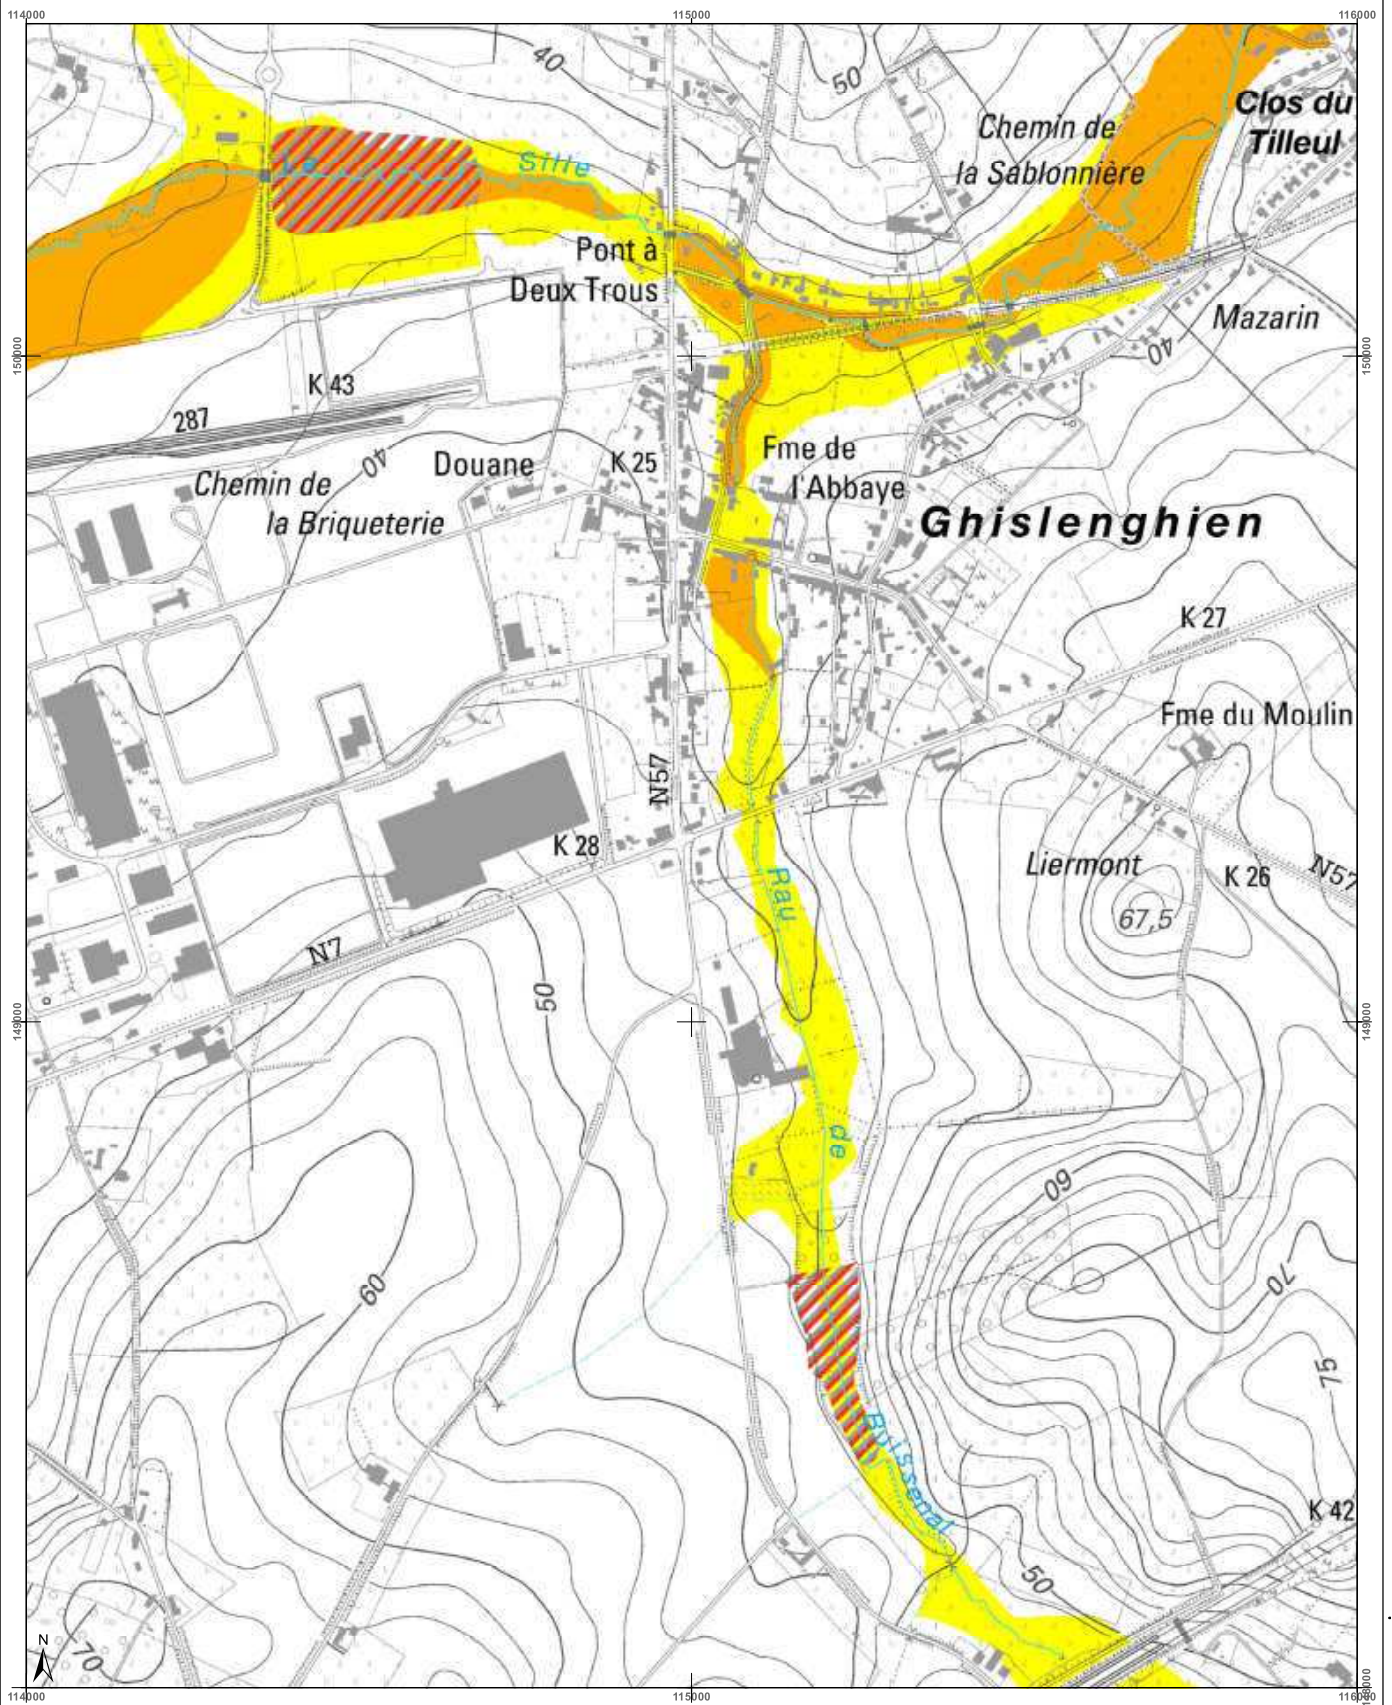 114000
115000
116000
40
50
Clos du
Tilleul
Chemin de
la Sablonnière
La Sille
Pont à
Deux Trous
Mazarin
150000
150000
40
K 43
287
40
Douane
K 25
Fme de
l'Abbaye
Chemin de
la Briqueterie
Ghislenghien
K 27
Fme du Moulin
N57
K 28
Liermont
K 26
N57
Rau
67,5
N7
50
149000
149000
de
60
60
70
75
Buissenal
K 42
50
70
N
114000
115000
116000
148000